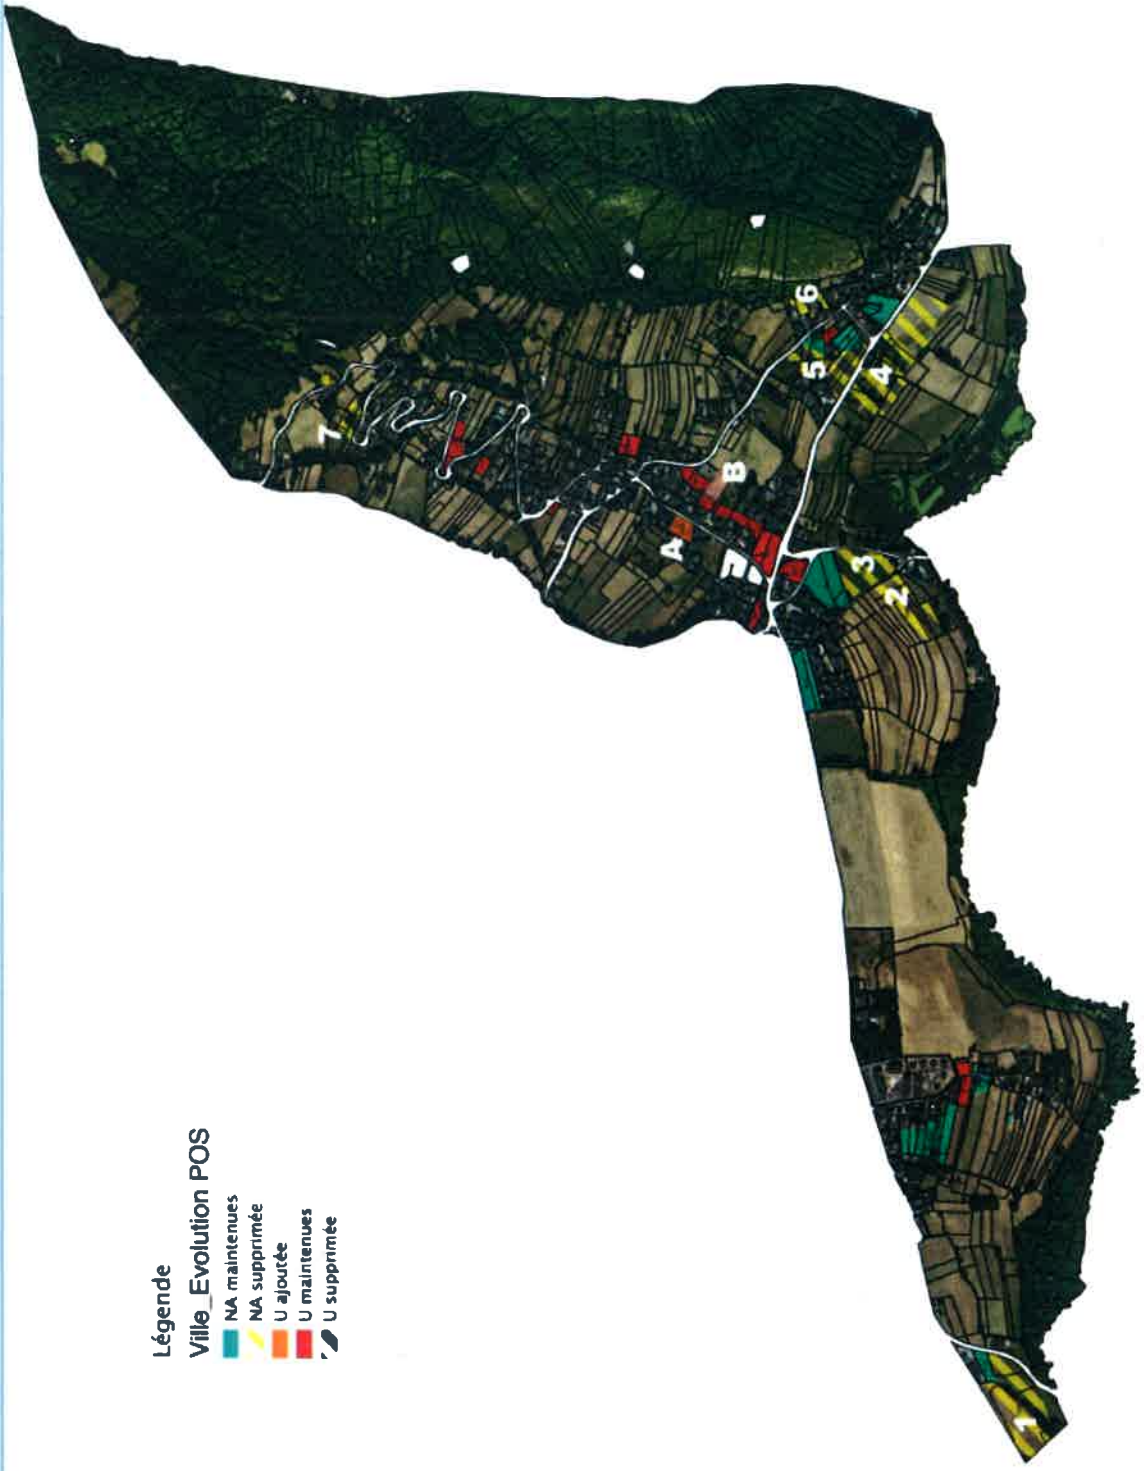 Légende
Ville_Evolution POS
NA maintenues
NA supprimée
U ajoutée
U maintenues
U supprimée
7
6
5
4
B
A
3
2
1